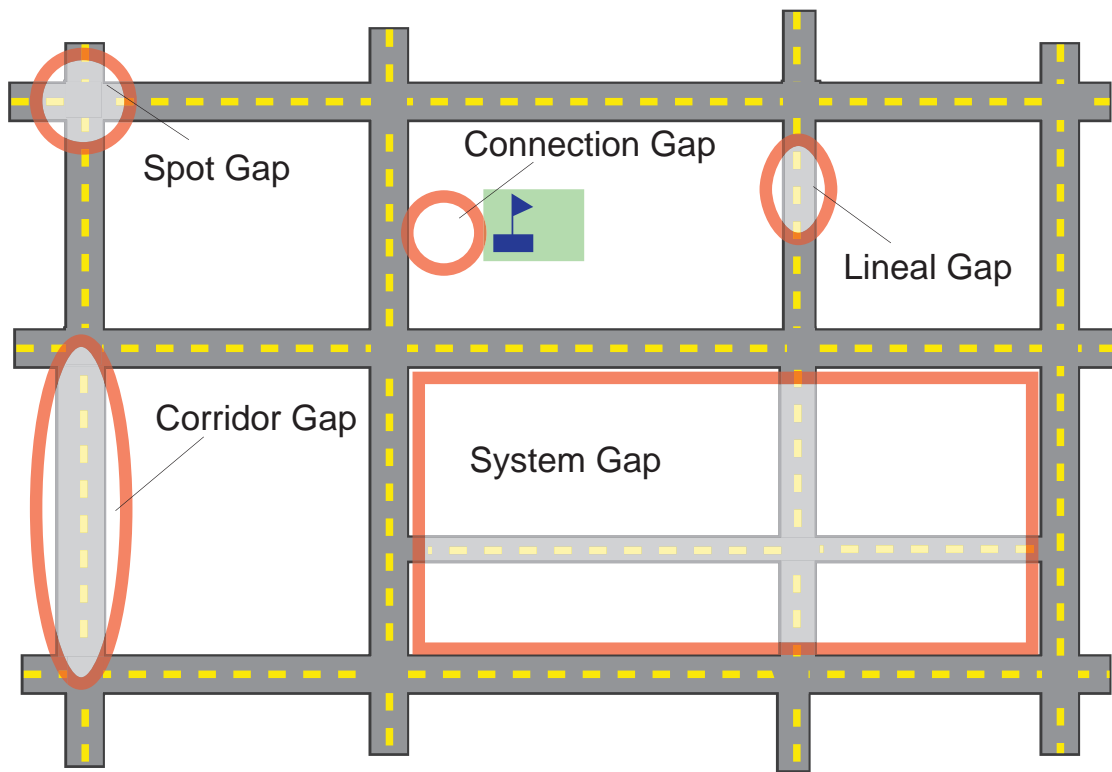 Connection Gap
Spot Gap
Lineal Gap
Corridor Gap
System Gap